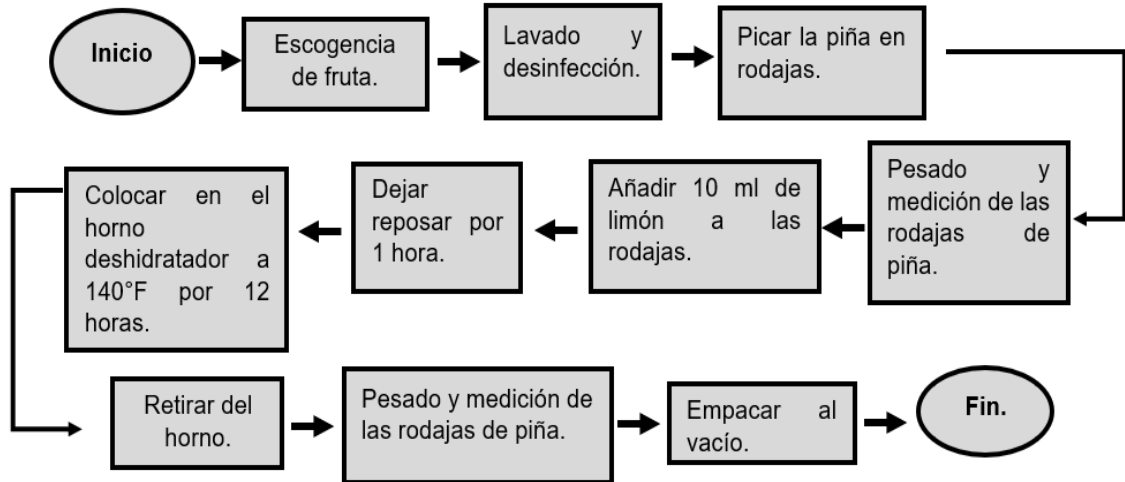 Inicio
Escogencia
de fruta.
Lavado y
desinfección.
Picar la piña en
rodajas.
Pesado y
medición de las
rodajas de
piña.
Añadir 10 ml de
limón a las
rodajas.
Dejar
reposar por
1 hora.
Colocar en el
horno
deshidratador a
140°F por 12
horas.
Retirar del
horno.
Pesado y medición de
las rodajas de piña.
Empacar al
vacío.
Fin.